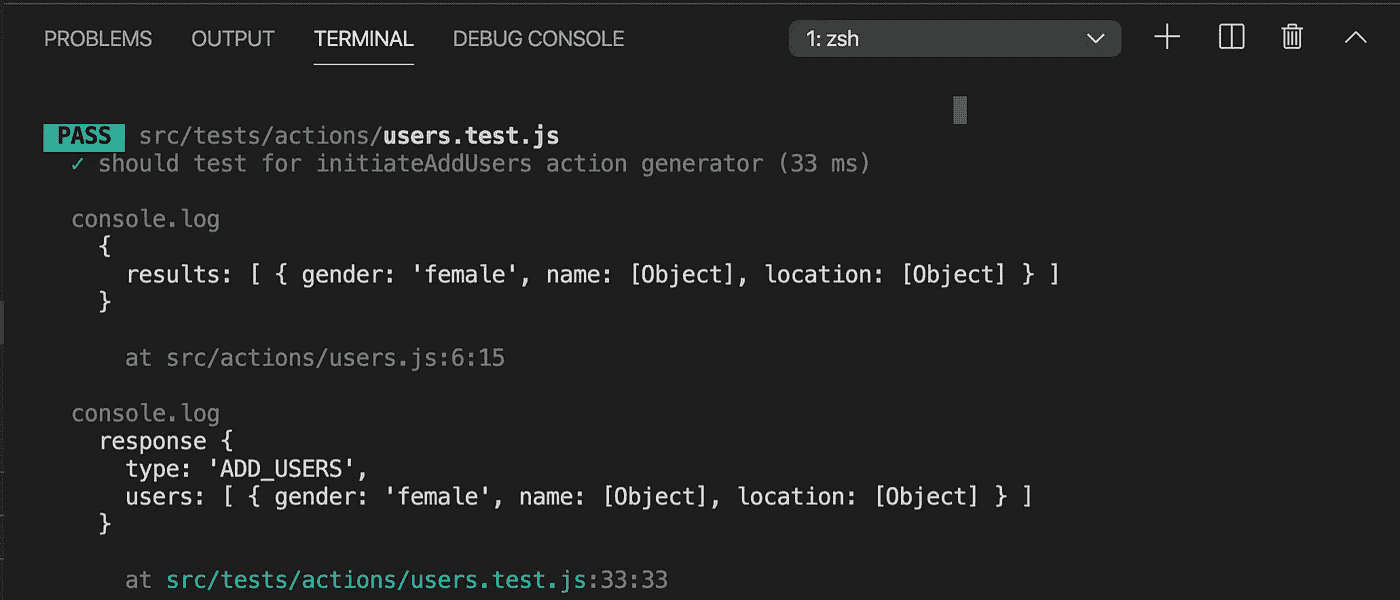 PROBLEMS OUTPUT TERMINAL DEBUG CONSOLE 1: zsh
PASS src/tests/actions/users.test.js
✓ should test for initiateAddUsers action generator (33 ms)
console.log
{
results: [ { gender: 'female', name: [Object], location: [Object] } ]
}
at src/actions/users.js:6:15
console.log
response {
type: 'ADD_USERS',
users: [ { gender: 'female', name: [Object], location: [Object] } ]
}
at src/tests/actions/users.test.js:33:33